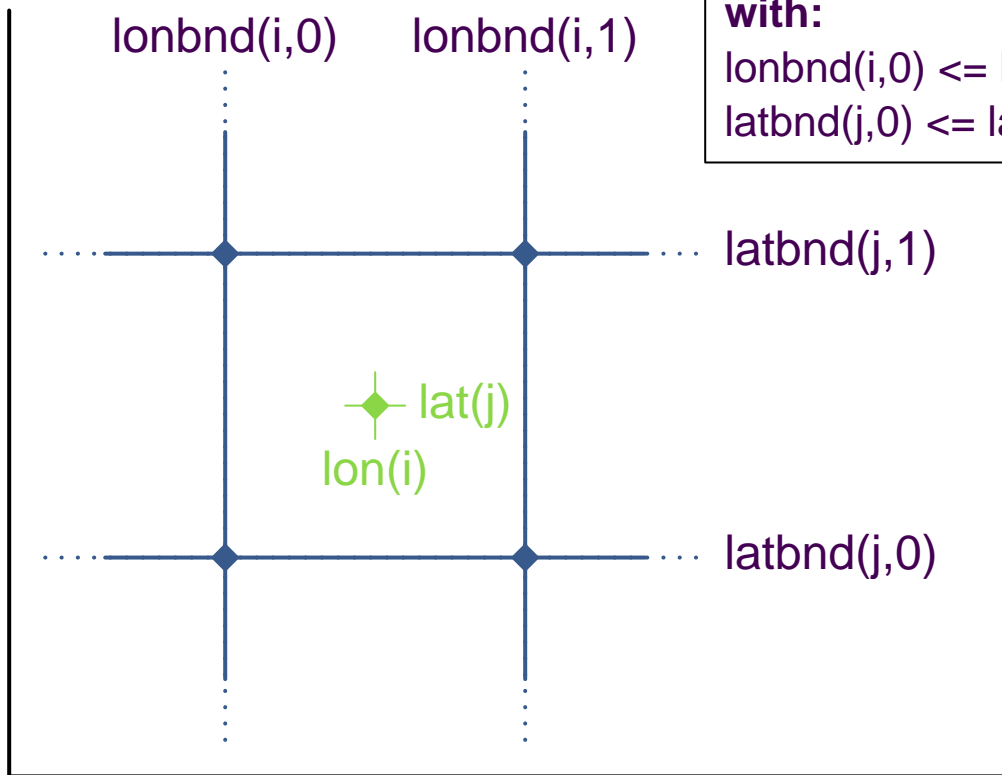 lonbnd(i,0) lonbnd(i,1)
with:
lonbnd(i,0) <=
latbnd(j,0) <=
latbnd(j,1)
lat(j)
lon(i)
latbnd(j,0)